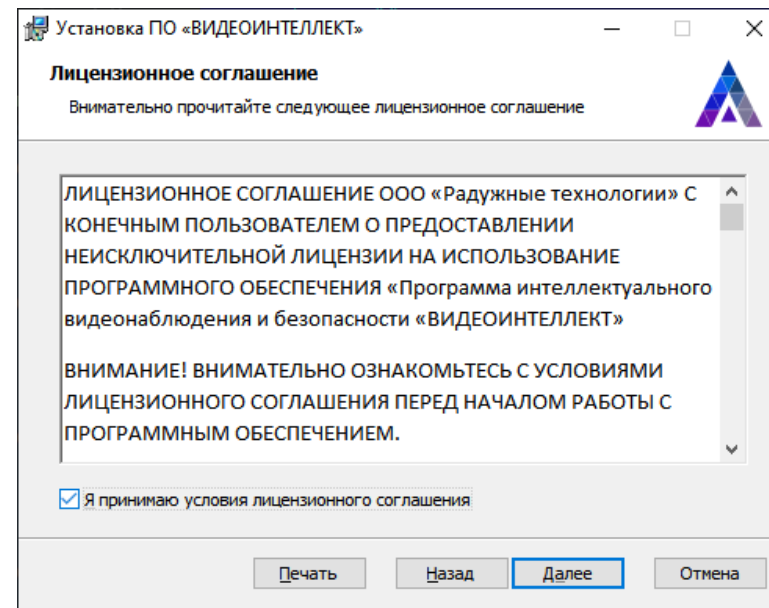 Установка ПО «ВИДЕОИНТЕЛЛЕКТ»
Лицензионное соглашение
Внимательно прочитайте следующее лицензионное соглашение
ЛИЦЕНЗИОННОЕ СОГЛАШЕНИЕ ООО «Радужные технологии» С
КОНЕЧНЫМ ПОЛЬЗОВАТЕЛЕМ О ПРЕДОСТАВЛЕНИИ
НЕИСКЛЮЧИТЕЛЬНОЙ ЛИЦЕНЗИИ НА ИСПОЛЬЗОВАНИЕ
ПРОГРАММНОГО ОБЕСПЕЧЕНИЯ «Программа интеллектуального
видеонаблюдения и безопасности «ВИДЕОИНТЕЛЛЕКТ»
ВНИМАНИЕ! ВНИМАТЕЛЬНО ОЗНАКОМЬТЕСЬ С УСЛОВИЯМИ
ЛИЦЕНЗИОННОГО СОГЛАШЕНИЯ ПЕРЕД НАЧАЛОМ РАБОТЫ С
ПРОГРАММНЫМ ОБЕСПЕЧЕНИЕМ.
Я принимаю условия лицензионного соглашения
Печать Назад Далее Отмена